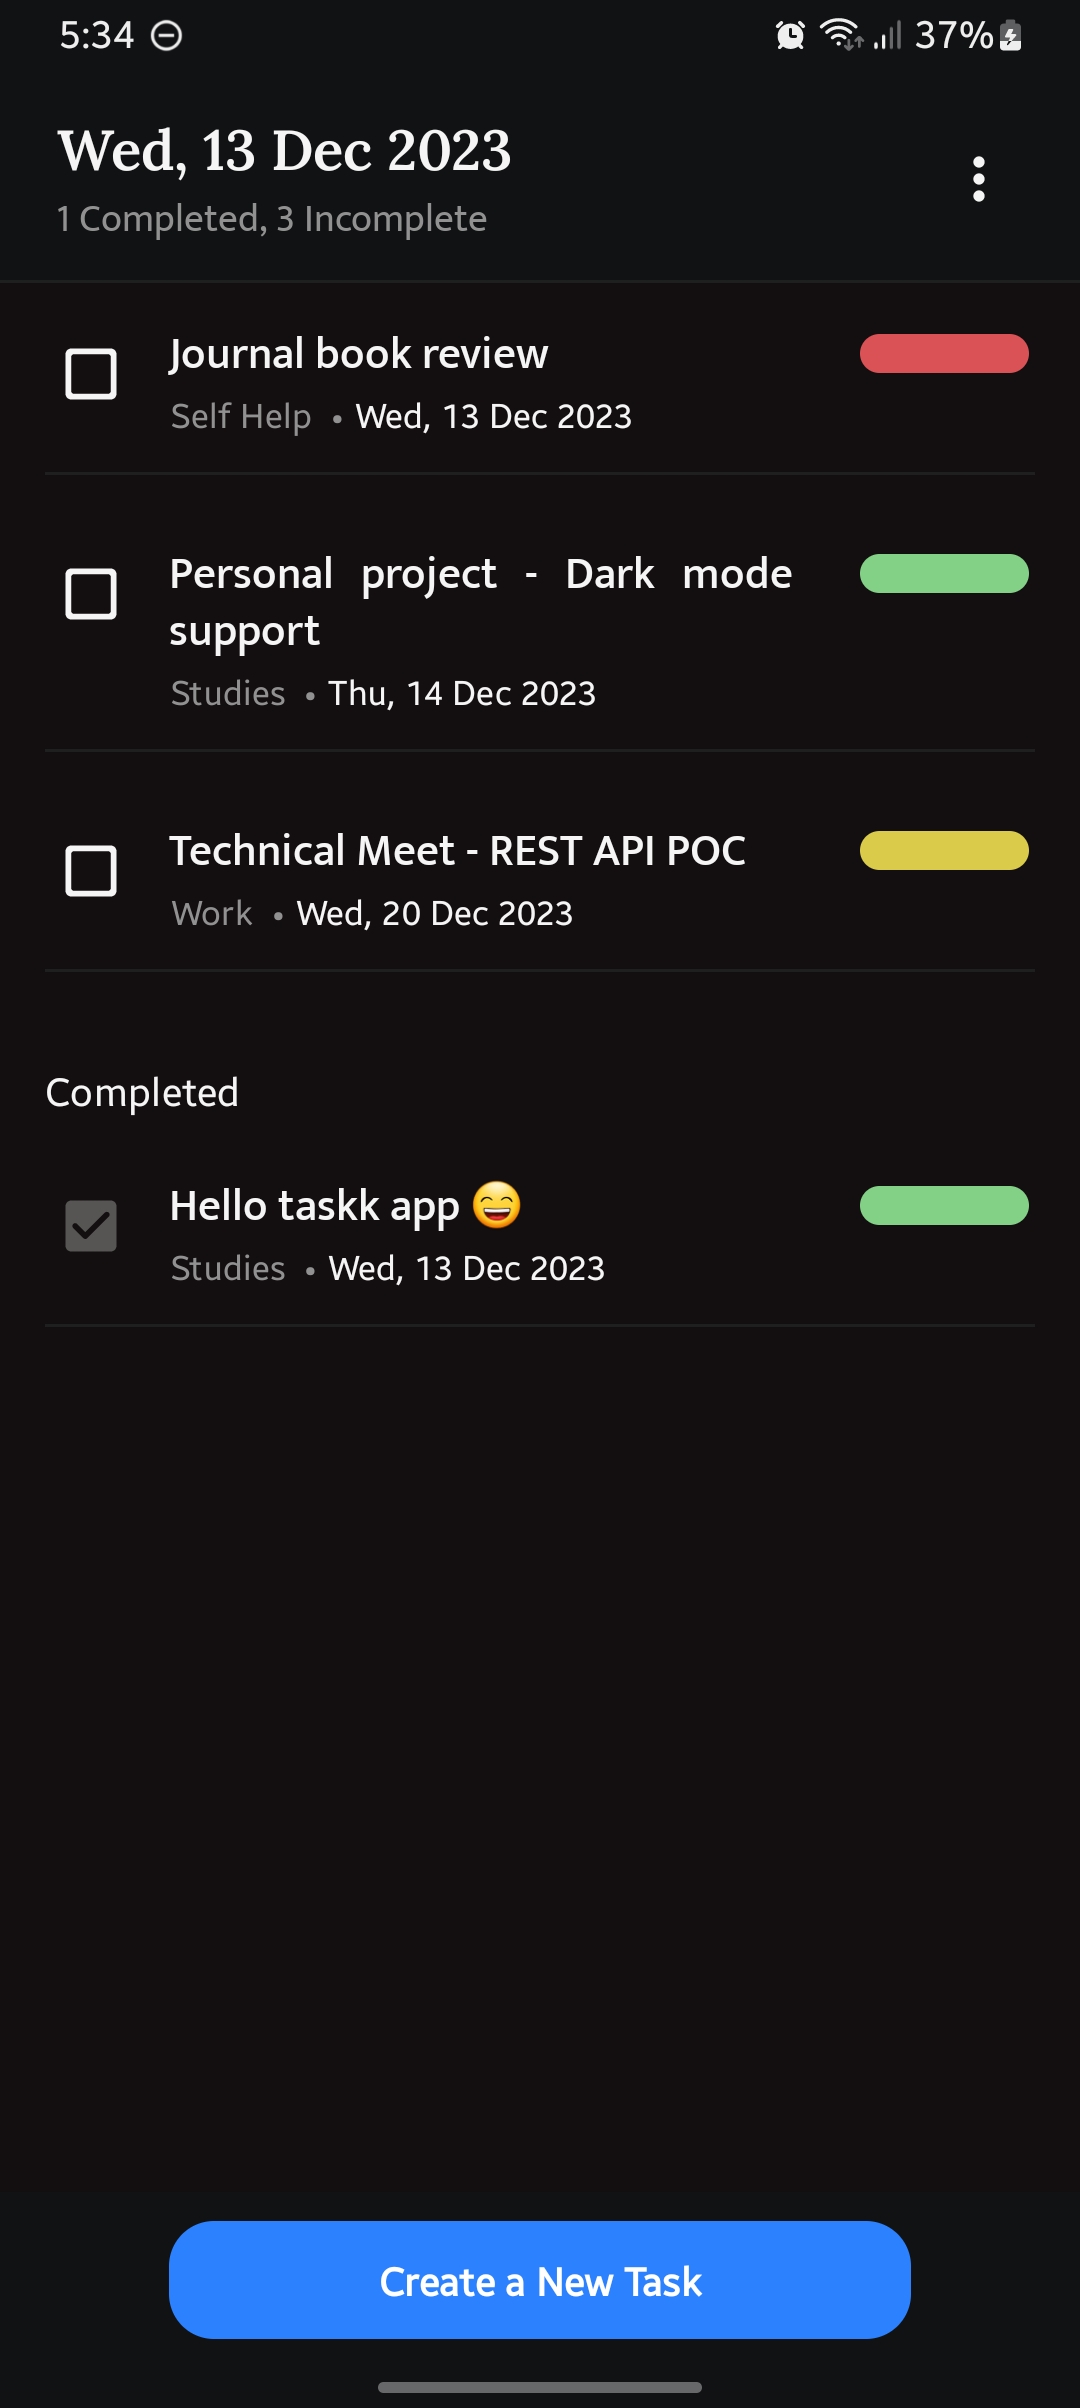 5:34 37%
Wed, 13 Dec 2023
1 Completed, 3 Incomplete
Journal book review
Self Help • Wed, 13 Dec 2023
Personal project - Dark mode
support
Studies • Thu, 14 Dec 2023
Technical Meet - REST API POC
Work • Wed, 20 Dec 2023
Completed
Hello taskk app 😄
Studies • Wed, 13 Dec 2023
Create a New Task